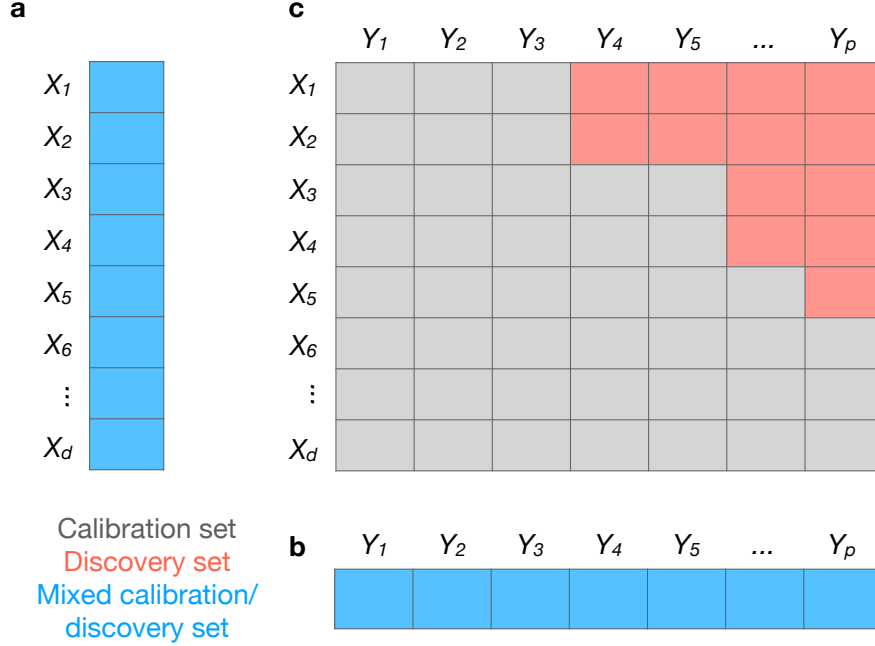 a
X1
X2
X3
X4
X5
X6
...
Xd
c
Y1 Y2 Y3 Y4 Y5 ... Yp
X1
X2
X3
X4
X5
X6
...
Xd
Calibration set
Discovery set
Mixed calibration/
discovery set
b
Y1 Y2 Y3 Y4 Y5 ... Yp